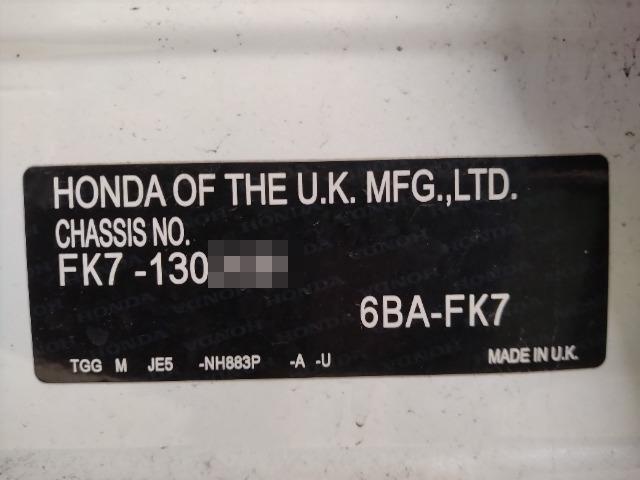 HONDA OF THE U.K. MFG.,LTD.
CHASSIS NO.
FK7 -130
6BA-FK7
TGG M JE5 -NH883P -A -U MADE IN U.K.